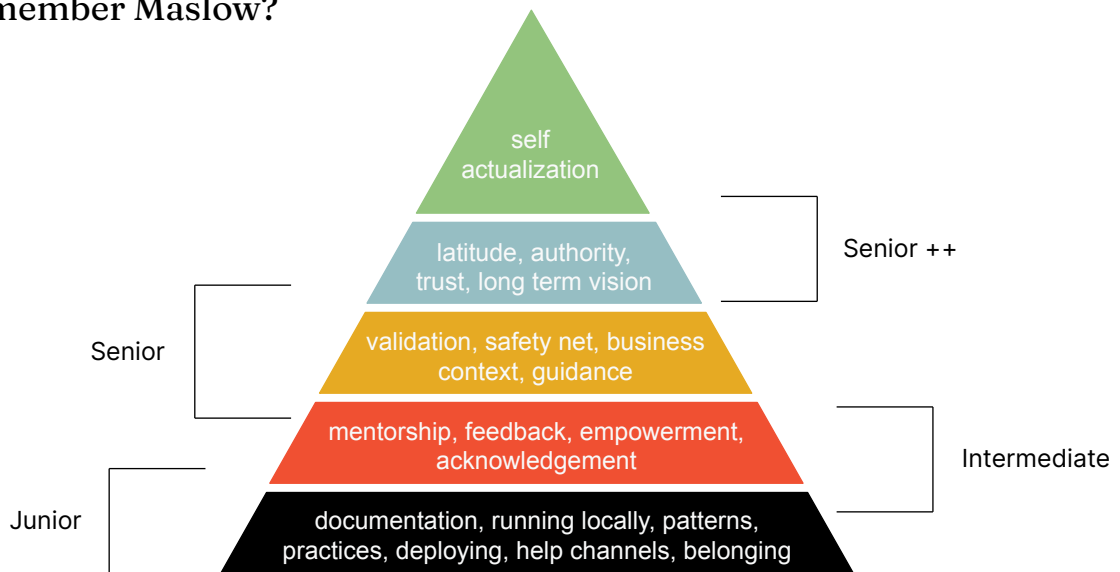 member Maslow?
self
actualization
latitude, authority,
trust, long term vision
Senior ++
validation, safety net, business
context, guidance
Senior
mentorship, feedback, empowerment,
acknowledgement
Intermediate
documentation, running locally, patterns,
practices, deploying, help channels, belonging
Junior